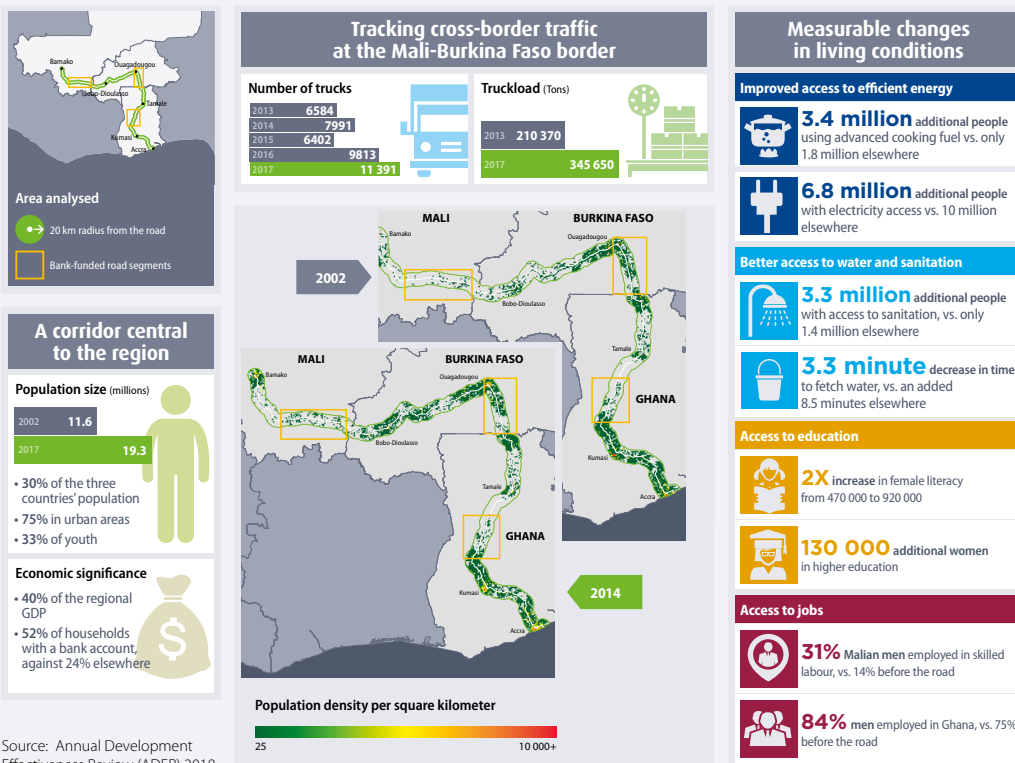 Bamako
Ouagadougou
Bobo-Dioulasso
Tamale
Kumasi
Accra
Area analysed
20 km radius from the road
Bank-funded road segments
A corridor central
to the region
Population size (millions)
2002 11.6
2017 19.3
• 30% of the three
countries' population
• 75% in urban areas
• 33% of youth
Economic significance
• 40% of the regional
GDP
• 52% of households
with a bank account,
against 24% elsewhere
$
Source: Annual Development
Effectiveness Review (ADER) 2018
Tracking cross-border traffic
at the Mali-Burkina Faso border
Number of trucks
2013 6584
2014 7991
2015 6402
2016 9813
2017 11 391
Truckload (Tons)
2013 210 370
2017 345 650
MALI BURKINA FASO
Bamako
Ouagadougou
2002
Bobo-Dioulasso
Tamale
GHANA
Kumasi
Accra
MALI BURKINA FASO
Bamako
Ouagadougou
Bobo-Dioulasso
Tamale
GHANA
Kumasi
2014
Accra
Population density per square kilometer
25 10 000+
Measurable changes
in living conditions
Improved access to efficient energy
3.4 million additional people
using advanced cooking fuel vs. only
1.8 million elsewhere
6.8 million additional people
with electricity access vs. 10 million
elsewhere
Better access to water and sanitation
3.3 million additional people
with access to sanitation, vs. only
1.4 million elsewhere
3.3 minute decrease in time
to fetch water, vs. an added
8.5 minutes elsewhere
Access to education
2X increase in female literacy
from 470 000 to 920 000
130 000 additional women
in higher education
Access to jobs
31% Malian men employed in skilled
labour, vs. 14% before the road
84% men employed in Ghana, vs. 75%
before the road